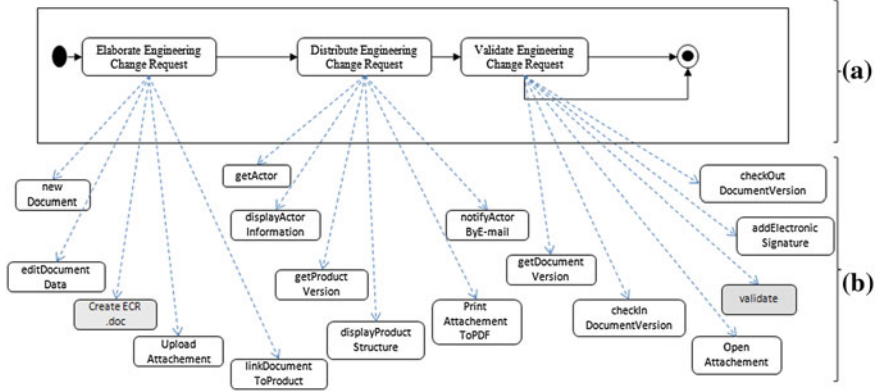 Elaborate Engineering
Change Request
Distribute Engineering
Change Request
Validate Engineering
Change Request
(a)
new
Document
getActor
checkOut
DocumentVersion
displayActor
Information
notifyActor
ByE-mail
addElectronic
Signature
editDocument
Data
getProduct
Version
getDocument
Version
(b)
Create ECR
.doc
Print
Attachement
ToPDF
checkIn
DocumentVersion
validate
Upload
Attachement
displayProduct
Structure
Open
Attachement
linkDocument
ToProduct